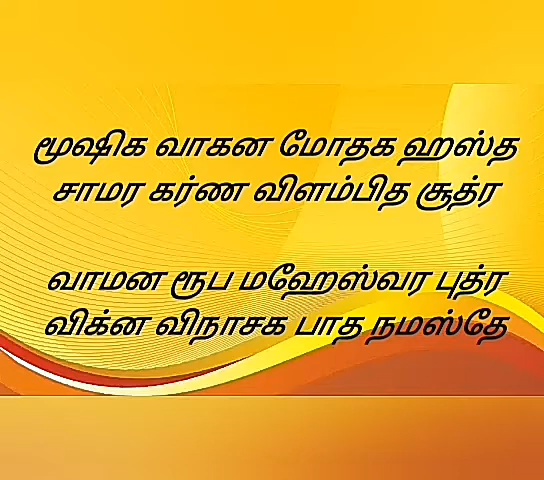 மூஷிக வாகன மோதக ஹஸ்த
சாமர கர்ண விளம்பித சூத்ர
வாமன ரூப மஹேஸ்வர புத்ர
விக்ன விநாசக பாத நமஸ்தே